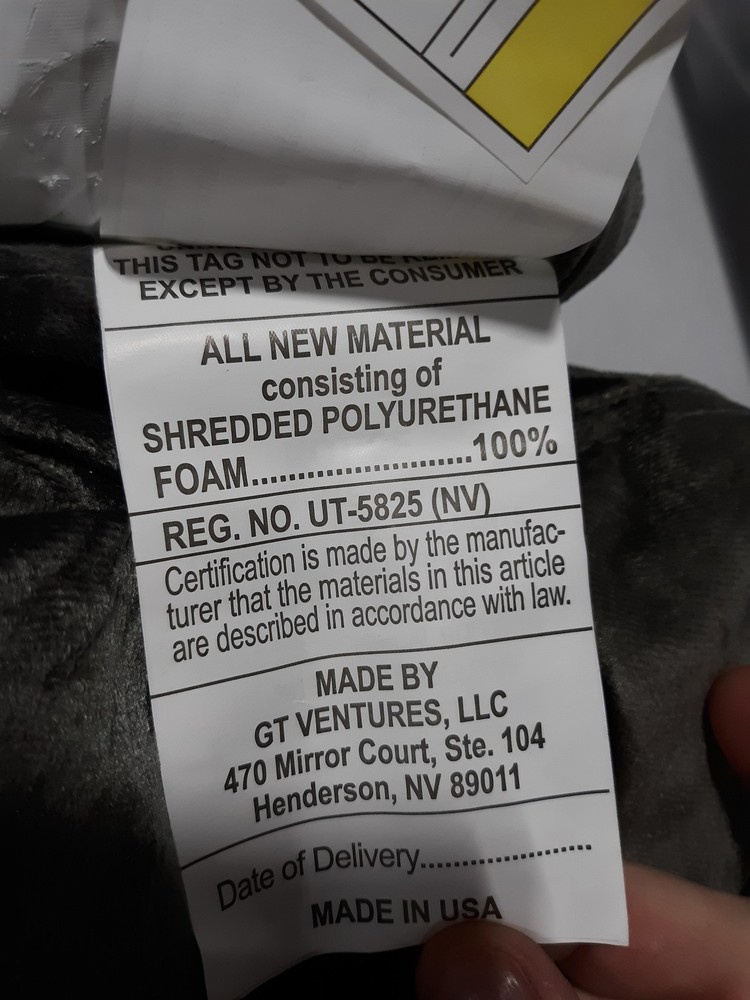 THIS TAG NOT TO BE
EXCEPT BY THE CONSUMER
ALL NEW MATERIAL
consisting of
SHREDDED POLYURETHANE
FOAM.........................100%
REG. NO. UT-5825 (NV)
Certification is made by the manufac-
turer that the materials in this article
are described in accordance with law.
MADE BY
GT VENTURES, LLC
470 Mirror Court, Ste. 104
Henderson, NV 89011
Date of Delivery......................
MADE IN USA